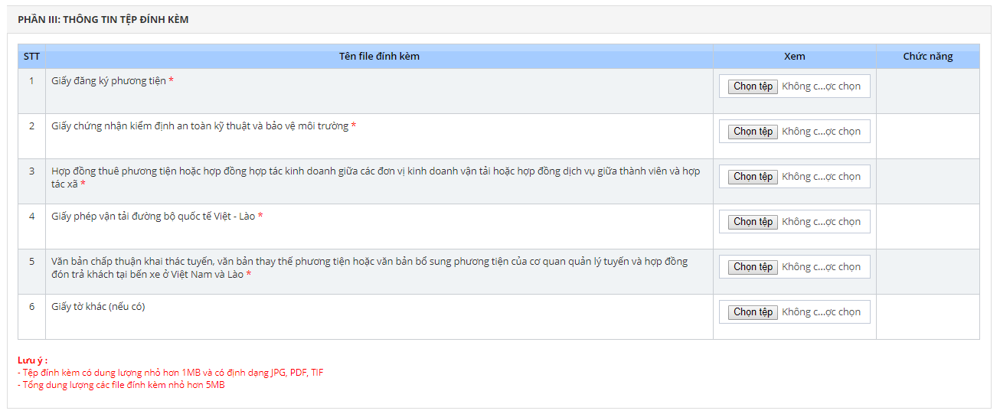 PHẦN III: THÔNG TIN TỆP ĐÍNH KÈM
STT Tên file đính kèm Xem Chức năng
1 Giấy đăng ký phương tiện * Chọn tệp Không c...ợc chọn
2 Giấy chứng nhận kiểm định an toàn kỹ thuật và bảo vệ môi trường * Chọn tệp Không c...ợc chọn
3 Hợp đồng thuê phương tiện hoặc hợp đồng hợp tác kinh doanh giữa các đơn vị kinh doanh vận tải hoặc hợp đồng dịch vụ giữa thành viên và hợp
tác xã * Chọn tệp Không c...ợc chọn
4 Giấy phép vận tải đường bộ quốc tế Việt - Lào * Chọn tệp Không c...ợc chọn
5 Văn bản chấp thuận khai thác tuyến, văn bản thay thế phương tiện hoặc văn bản bổ sung phương tiện của cơ quan quản lý tuyến và hợp đồng
đón trả khách tại bến xe ở Việt Nam và Lào * Chọn tệp Không c...ợc chọn
6 Giấy tờ khác (nếu có) Chọn tệp Không c...ợc chọn
Lưu ý :
- Tệp đính kèm có dung lượng nhỏ hơn 1MB và có định dạng JPG, PDF, TIF
- Tổng dung lượng các file đính kèm nhỏ hơn 5MB